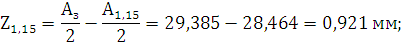 Z₁,₁₅ = A₃/2 − A₁,₁₅/2 = 29,385 − 28,464 = 0,921 мм;